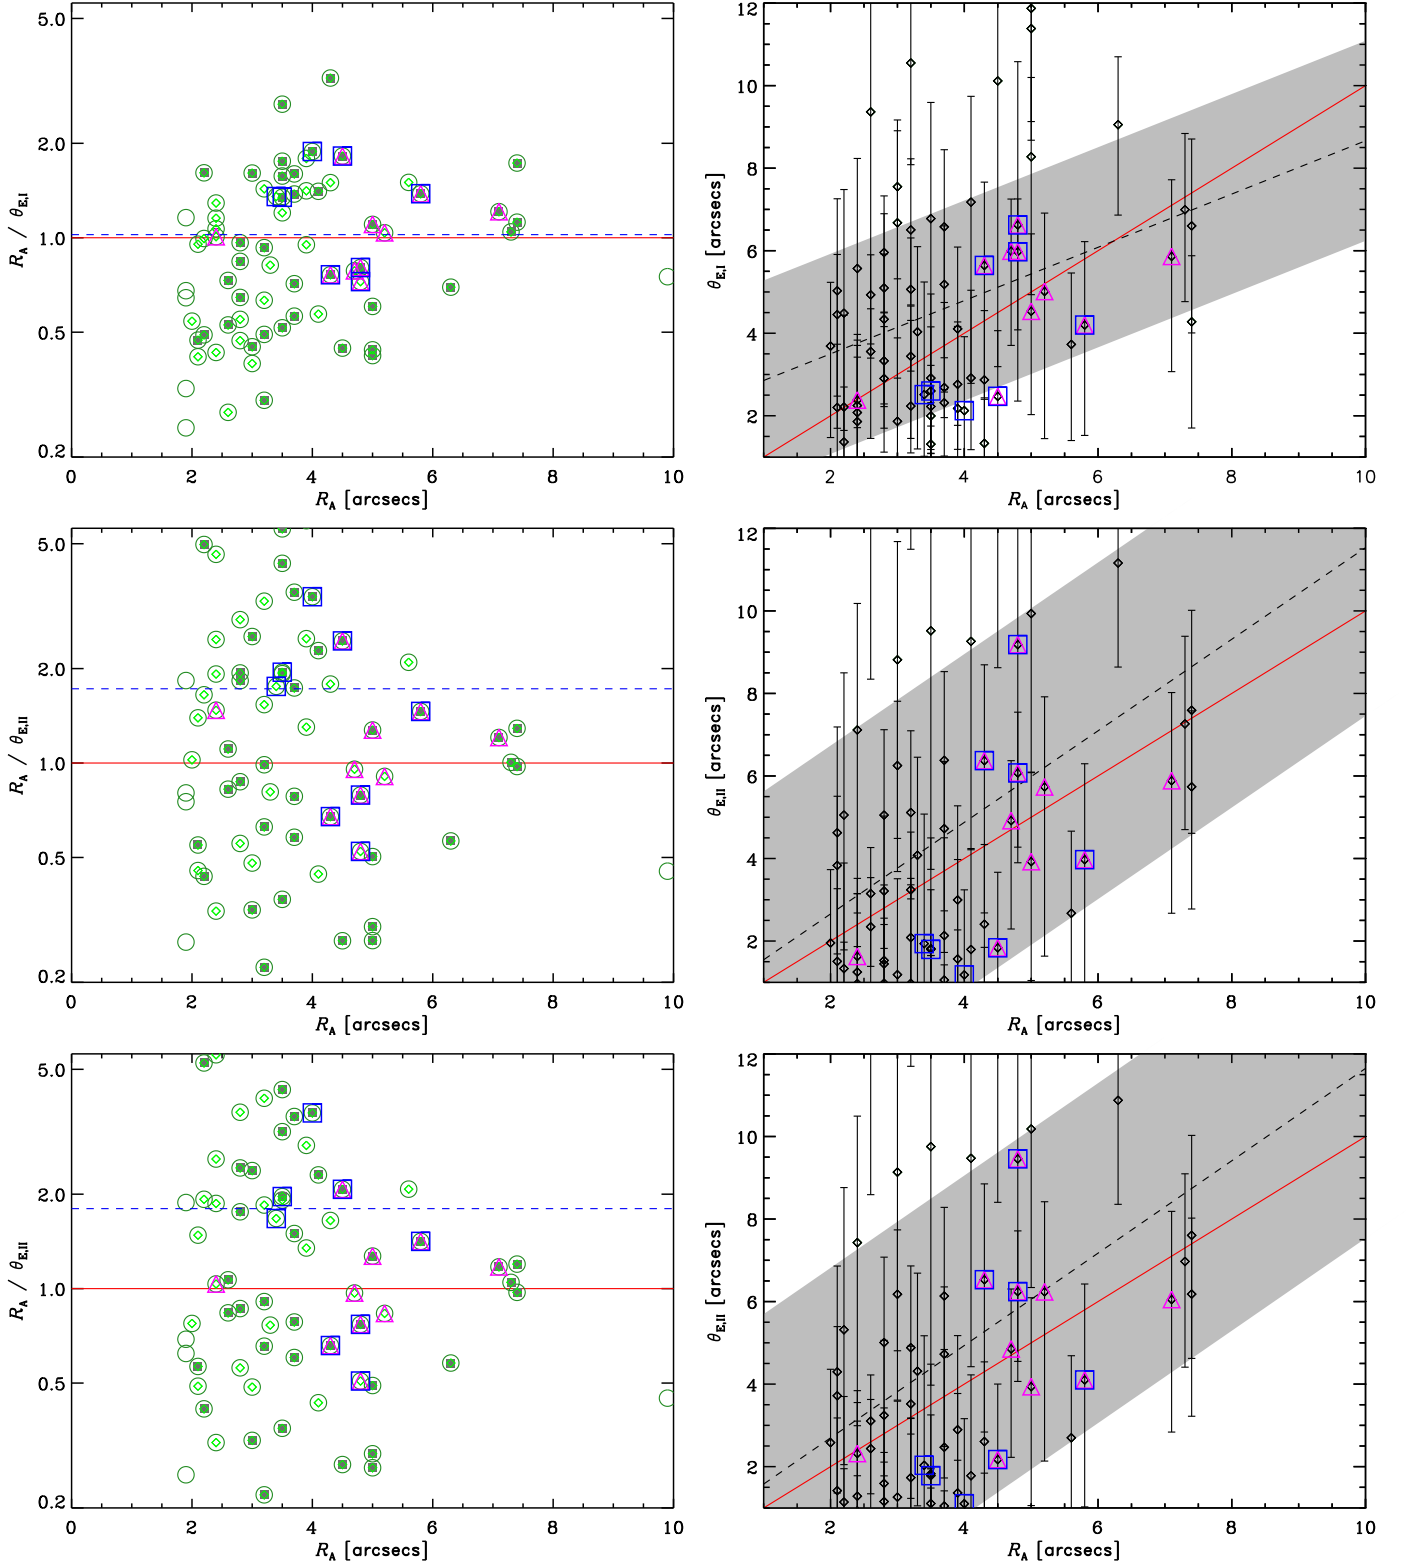 5.0
2.0
1.0
0.5
0.2
R_A / θ_E,I
0 2 4 6 8 10
R_A [arcsecs]
12
10
8
6
4
2
θ_E,I [arcsecs]
2 4 6 8 10
R_A [arcsecs]
5.0
2.0
1.0
0.5
0.2
R_A / θ_E,II
0 2 4 6 8 10
R_A [arcsecs]
12
10
8
6
4
2
θ_E,II [arcsecs]
2 4 6 8 10
R_A [arcsecs]
5.0
2.0
1.0
0.5
0.2
R_A / θ_E,II
0 2 4 6 8 10
R_A [arcsecs]
12
10
8
6
4
2
θ_E,II [arcsecs]
2 4 6 8 10
R_A [arcsecs]